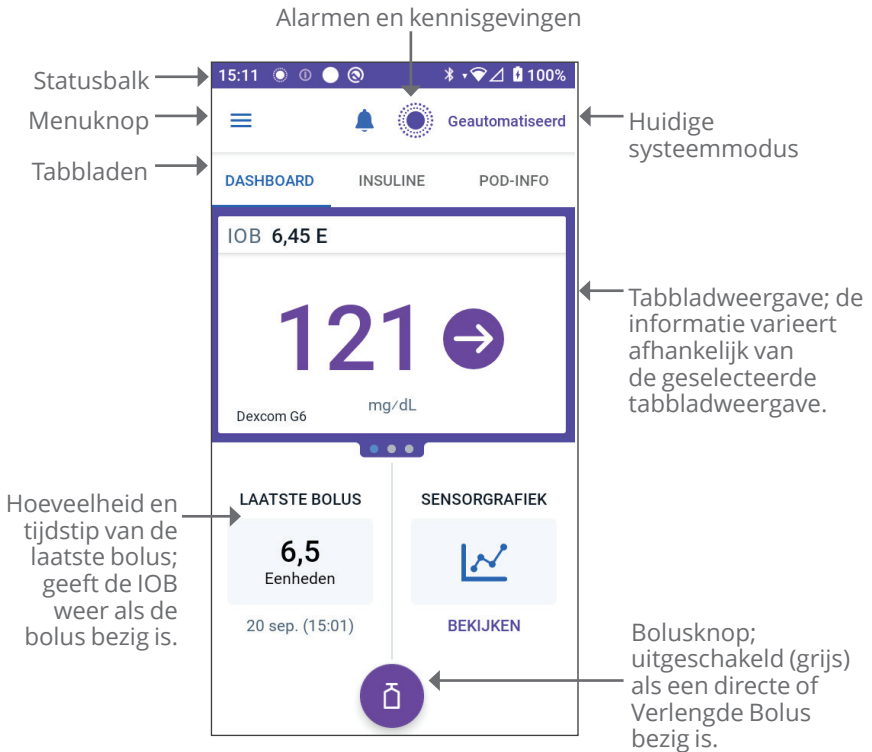 Alarmen en kennisgevingen
Statusbalk
15:11
100%
Menuknop
Geautomatiseerd
Huidige
systeemmodus
Tabbladen
DASHBOARD INSULINE POD-INFO
IOB 6,45 E
121
mg/dL
Dexcom G6
Tabbladweergave; de
informatie varieert
afhankelijk van
de geselecteerde
tabbladweergave.
Hoeveelheid en
tijdstip van de
laatste bolus;
geeft de IOB
weer als de
bolus bezig is.
LAATSTE BOLUS
6,5
Eenheden
20 sep. (15:01)
SENSORGRAFIEK
BEKIJKEN
Bolusknop;
uitgeschakeld (grijs)
als een directe of
Verlengde Bolus
bezig is.